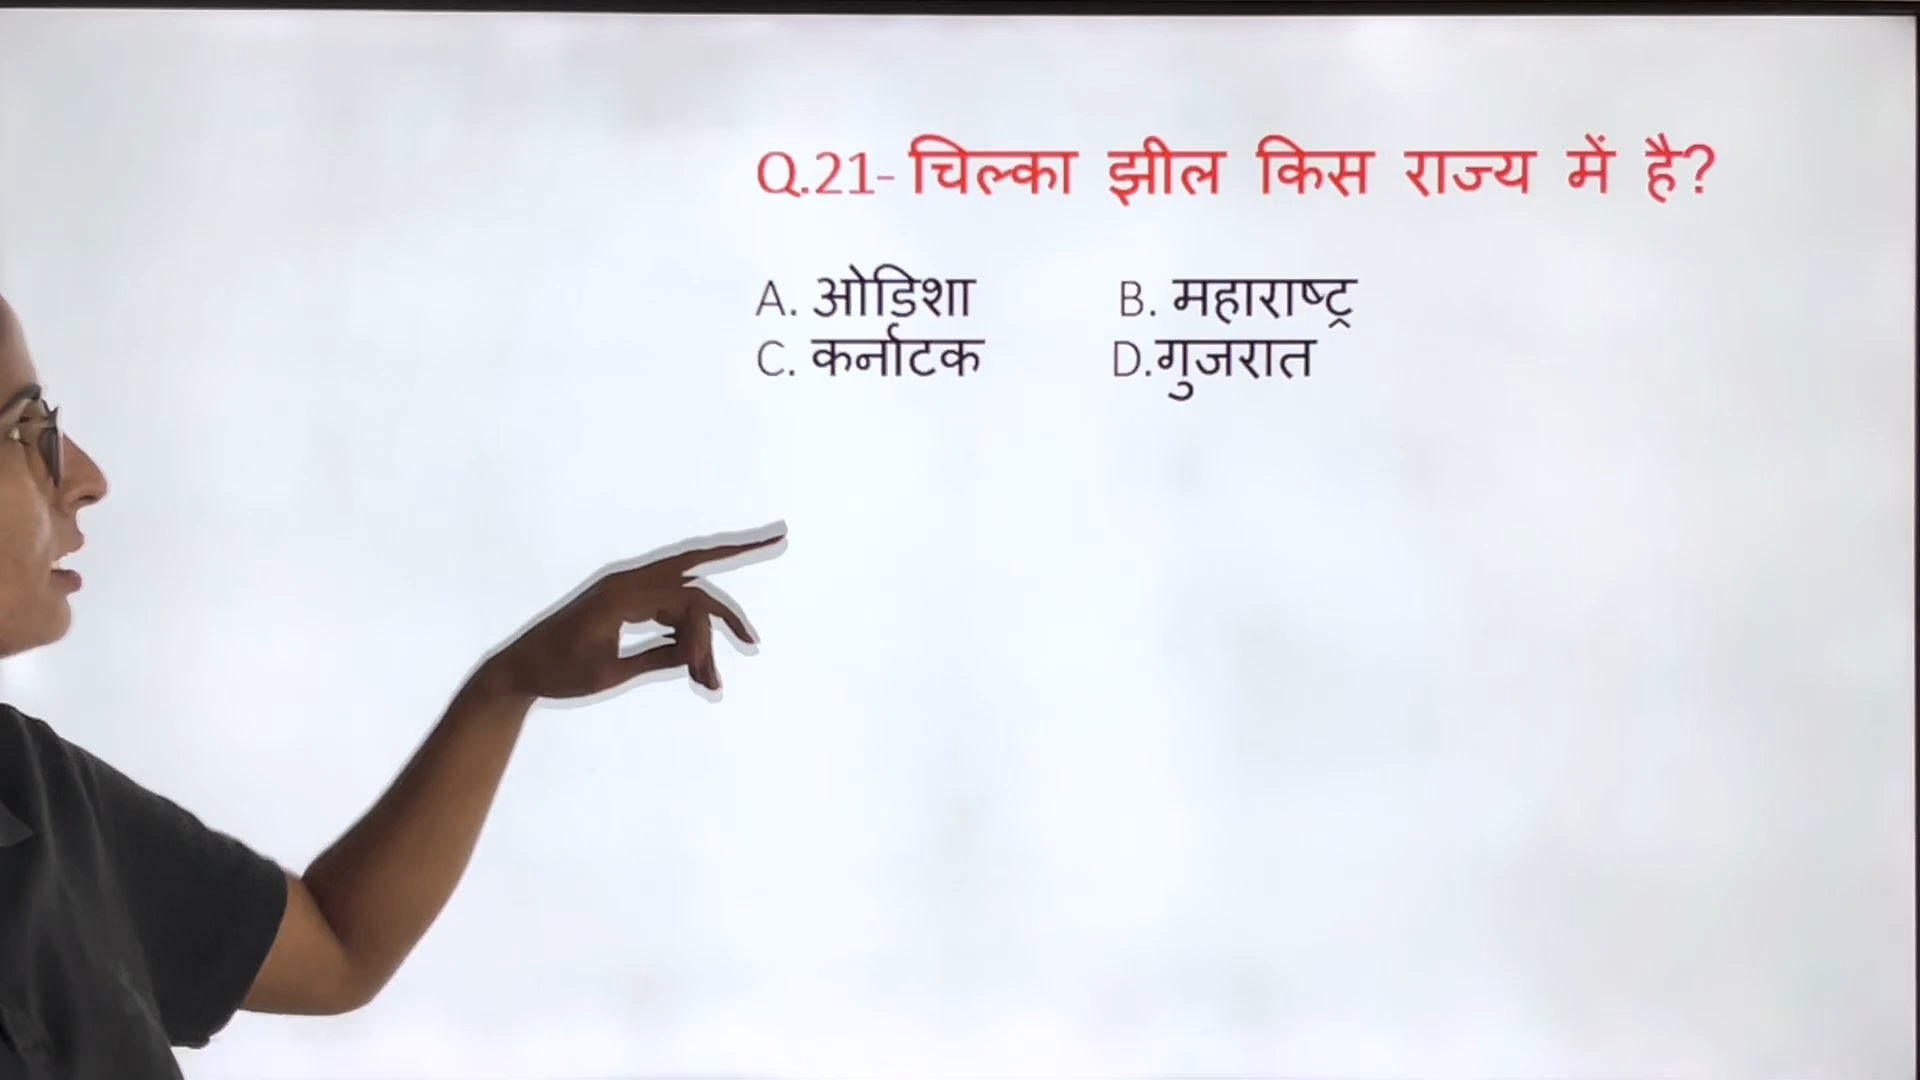 Q.21- चिल्का झील किस राज्य में है?
A. ओडिशा B. महाराष्ट्र
C. कर्नाटक D.गुजरात